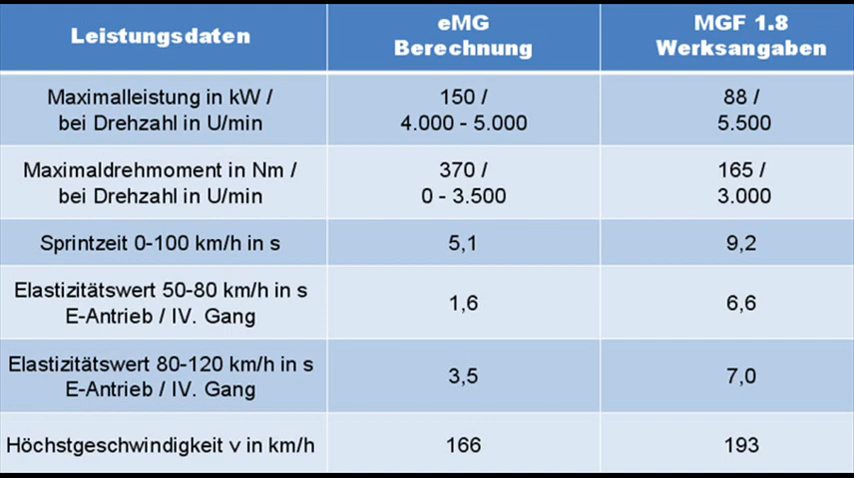 Leistungsdaten
eMG
Berechnung
MGF 1.8
Werksangaben
Maximalleistung in kW /
bei Drehzahl in U/min
150 /
4.000 - 5.000
88 /
5.500
Maximaldrehmoment in Nm /
bei Drehzahl in U/min
370 /
0 - 3.500
165 /
3.000
Sprintzeit 0-100 km/h in s
5,1
9,2
Elastizitätswert 50-80 km/h in s
E-Antrieb / IV. Gang
1,6
6,6
Elastizitätswert 80-120 km/h in s
E-Antrieb / IV. Gang
3,5
7,0
Höchstgeschwindigkeit v in km/h
166
193